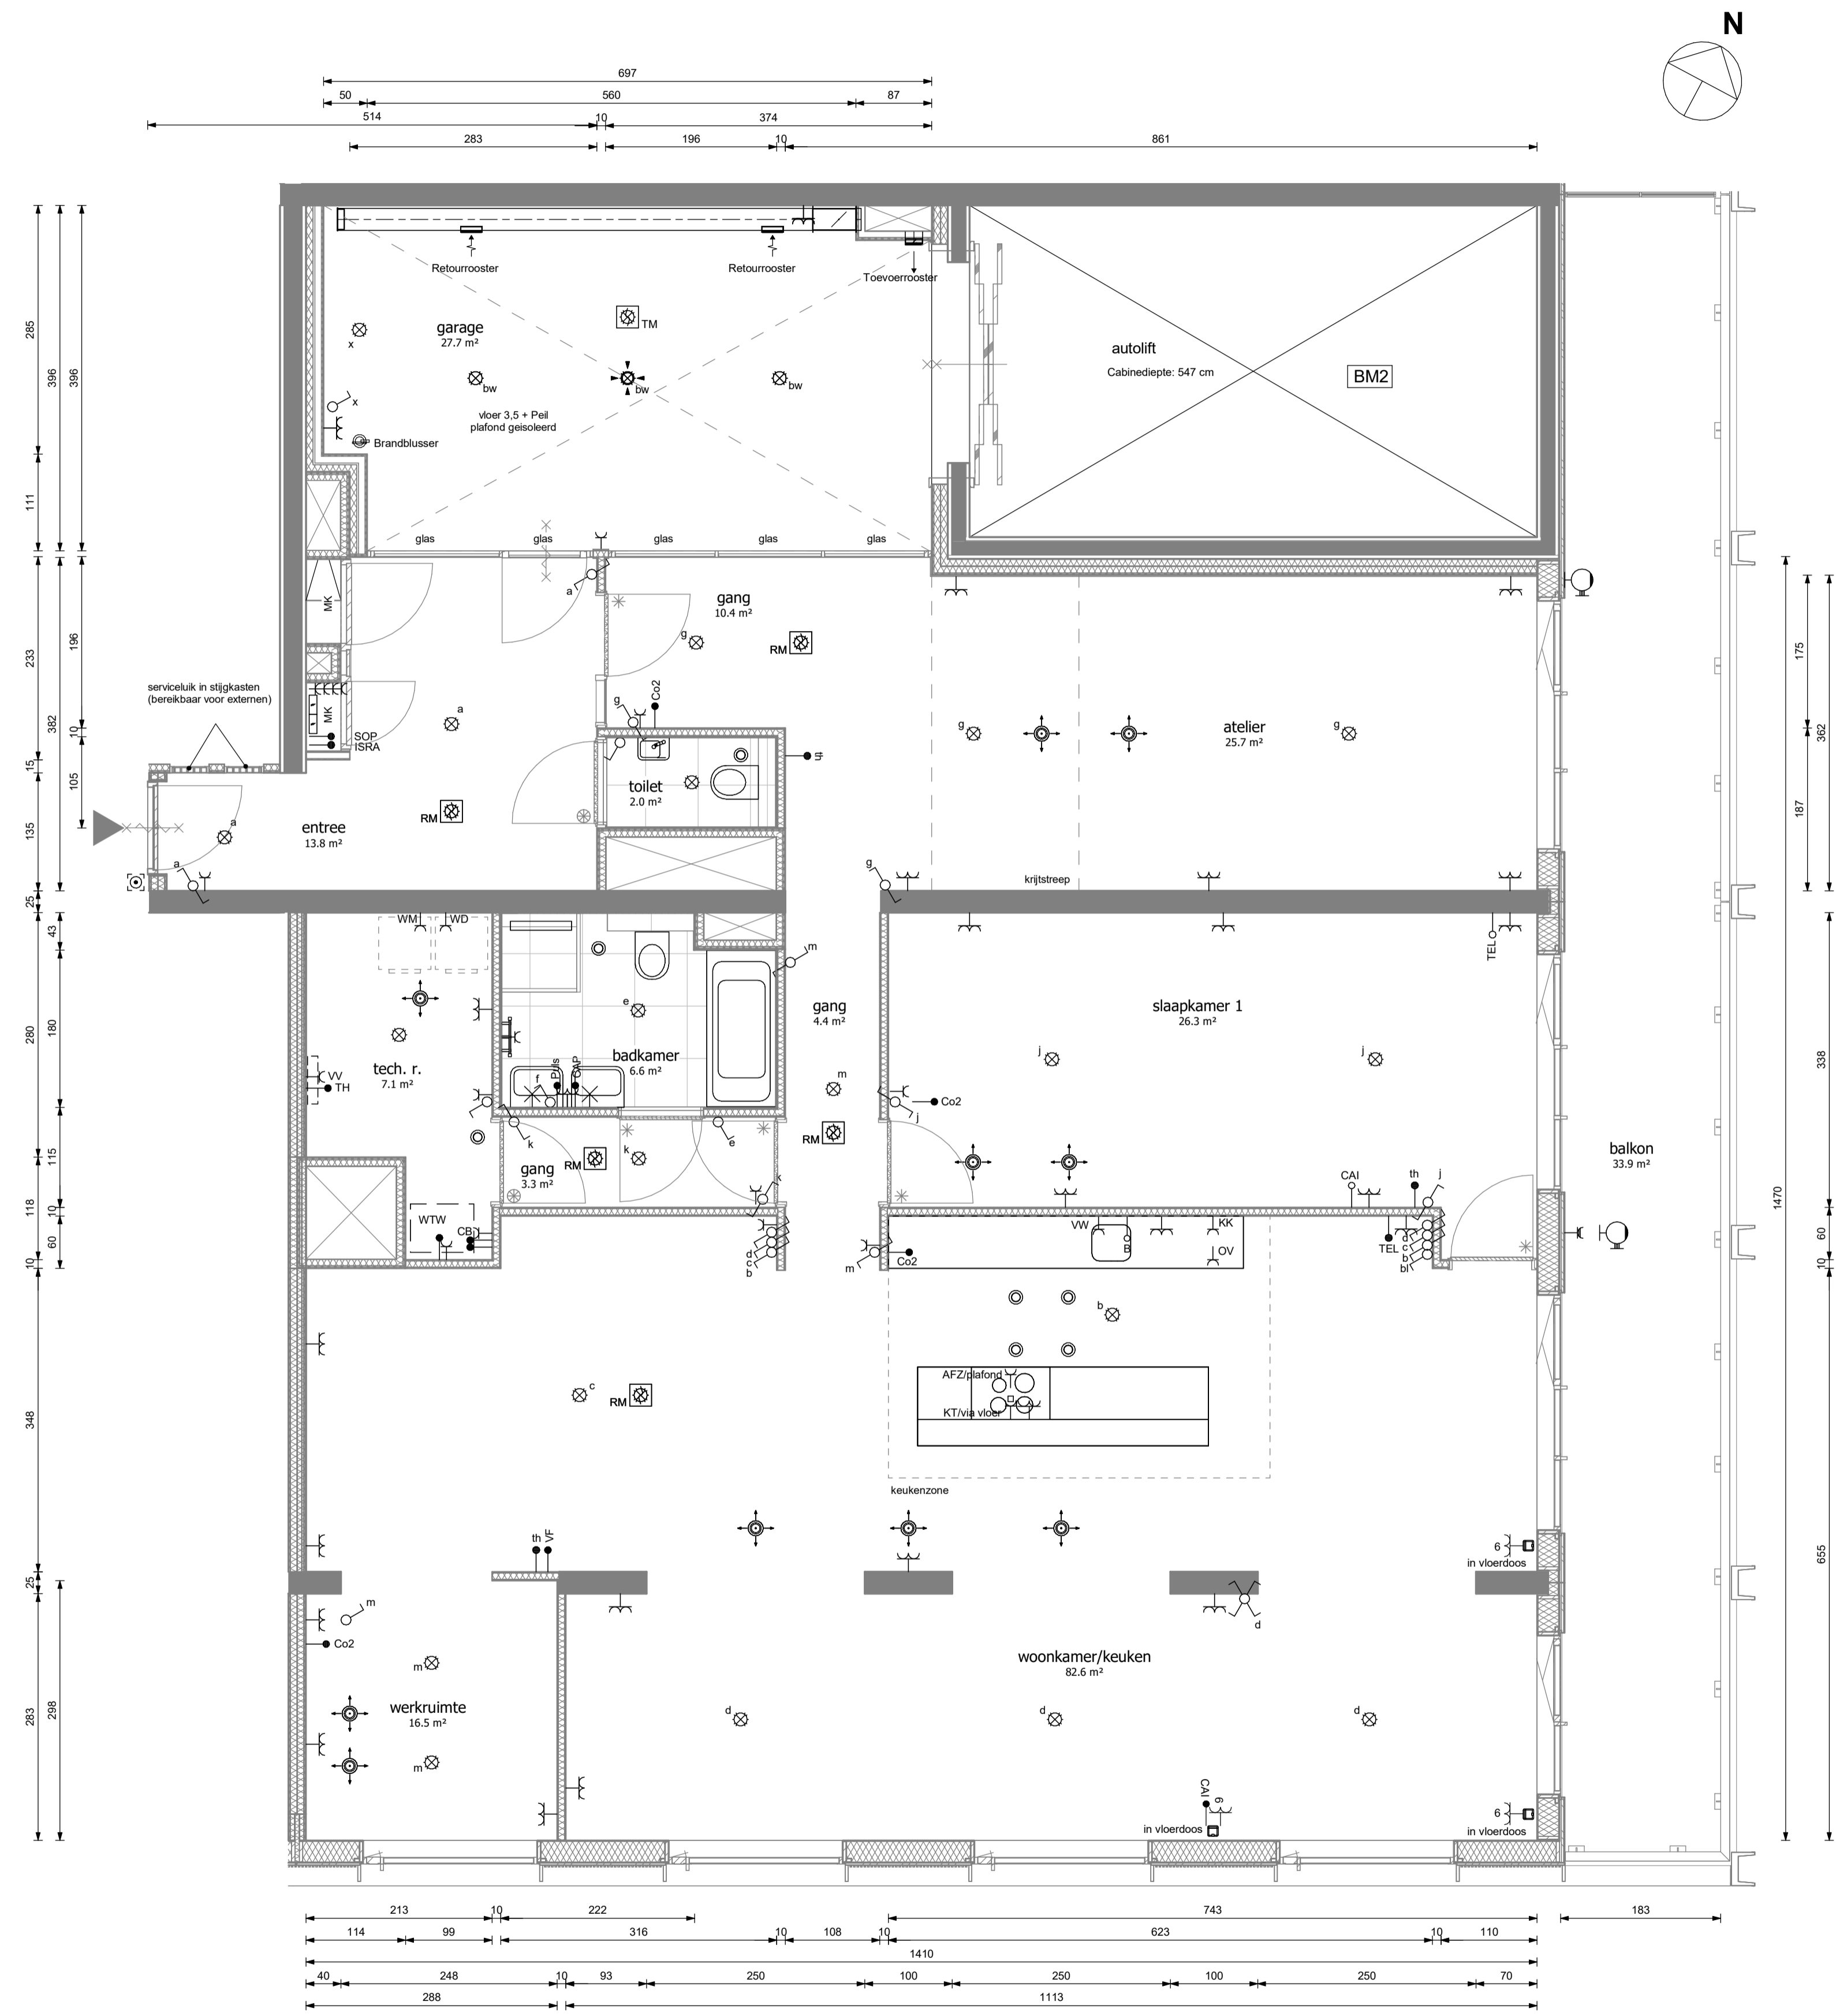 N
697
50
560
87
514
10
374
283
196
10
861
Retourrooster
Retourrooster
Toevoerrooster
garage
27.7 m²
TM
x
bw
bw
bw
x
vloer 3,5 + Peil
plafond geisoleerd
Brandblusser
autolift
Cabinediepte: 547 cm
BM2
285
396
396
111
glas
glas
glas
glas
glas
MK
a
gang
10.4 m²
g
RM
233
382
196
10
15
105
135
serviceluik in stijgkasten
(bereikbaar voor externen)
MK
SOP
ISRA
a
g
Co2
th
toilet
2.0 m²
g
atelier
25.7 m²
g
175
362
187
RM
entree
13.8 m²
a
a
g
krijtstreep
25
43
WM
WD
m
TEL
280
180
e
gang
4.4 m²
slaapkamer 1
26.3 m²
j
j
338
1470
tech. r.
7.1 m²
badkamer
6.6 m²
VV
TH
f
Puls
CAP
m
Co2
j
k
e
RM
115
118
10
60
10
gang
3.3 m²
RM
k
k
balkon
33.9 m²
CAI
th
j
WTW
CB
d
c
b
m
Co2
VW
B
KK
OV
TEL
d
c
b
bl
60
10
b
c
RM
AFZ/plafond
KT/via vloer
348
keukenzone
th
VF
6
in vloerdoos
655
25
m
Co2
d
m
woonkamer/keuken
82.6 m²
werkruimte
16.5 m²
d
d
d
283
298
m
CAI
6
in vloerdoos
6
in vloerdoos
213
10
222
743
183
114
99
316
10
108
10
623
10
110
1410
40
248
10
93
250
100
250
100
250
70
288
1113